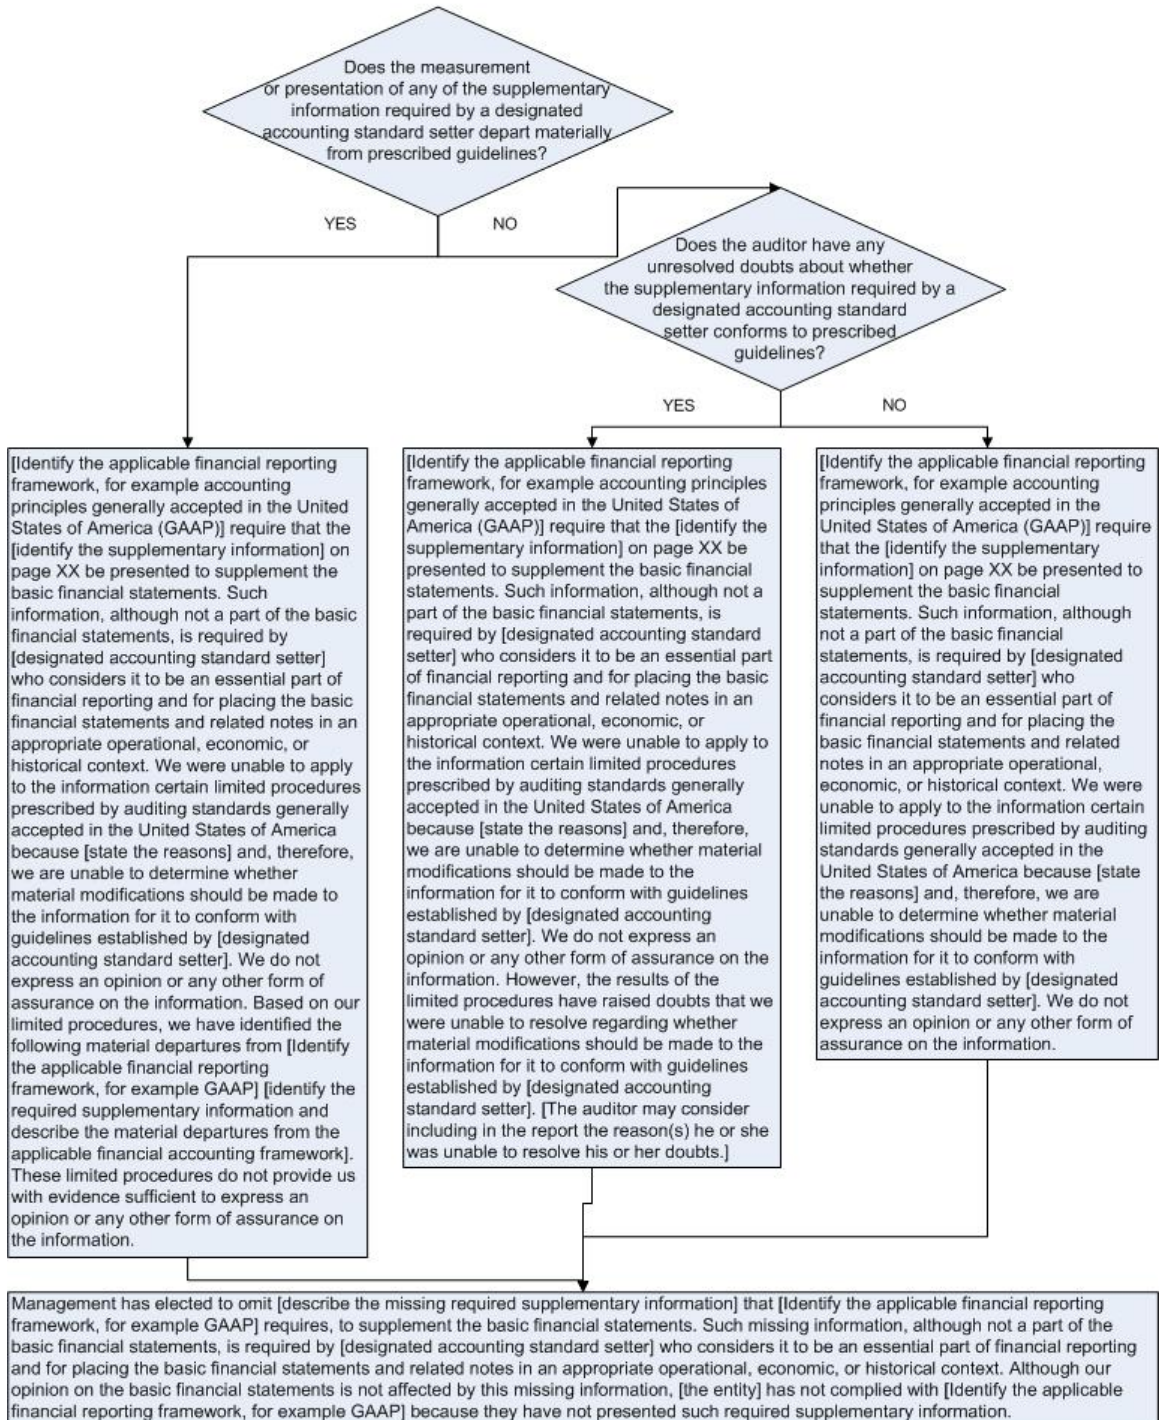 Does the measurement
or presentation of any of the supplementary
information required by a designated
accounting standard setter depart materially
from prescribed guidelines?
YES
NO
Does the auditor have any
unresolved doubts about whether
the supplementary information required by a
designated accounting standard
setter conforms to prescribed
guidelines?
YES
NO
[Identify the applicable financial reporting
framework, for example accounting
principles generally accepted in the United
States of America (GAAP)] require that the
[identify the supplementary information] on
page XX be presented to supplement the
basic financial statements. Such
information, although not a part of the basic
financial statements, is required by
[designated accounting standard setter]
who considers it to be an essential part of
financial reporting and for placing the basic
financial statements and related notes in an
appropriate operational, economic, or
historical context. We were unable to apply
to the information certain limited procedures
prescribed by auditing standards generally
accepted in the United States of America
because [state the reasons] and, therefore,
we are unable to determine whether
material modifications should be made to
the information for it to conform with
guidelines established by [designated
accounting standard setter]. We do not
express an opinion or any other form of
assurance on the information. Based on our
limited procedures, we have identified the
following material departures from [Identify
the applicable financial reporting
framework, for example GAAP] [identify the
required supplementary information and
describe the material departures from the
applicable financial accounting framework].
These limited procedures do not provide us
with evidence sufficient to express an
opinion or any other form of assurance on
the information.
[Identify the applicable financial reporting
framework, for example accounting principles
generally accepted in the United States of
America (GAAP)] require that the [identify the
supplementary information] on page XX be
presented to supplement the basic financial
statements. Such information, although not a
part of the basic financial statements, is
required by [designated accounting standard
setter] who considers it to be an essential part
of financial reporting and for placing the basic
financial statements and related notes in an
appropriate operational, economic, or
historical context. We were unable to apply to
the information certain limited procedures
prescribed by auditing standards generally
accepted in the United States of America
because [state the reasons] and, therefore,
we are unable to determine whether material
modifications should be made to the
information for it to conform with guidelines
established by [designated accounting
standard setter]. We do not express an
opinion or any other form of assurance on the
information. However, the results of the
limited procedures have raised doubts that we
were unable to resolve regarding whether
material modifications should be made to the
information for it to conform with guidelines
established by [designated accounting
standard setter]. [The auditor may consider
including in the report the reason(s) he or she
was unable to resolve his or her doubts.]
[Identify the applicable financial reporting
framework, for example accounting
principles generally accepted in the
United States of America (GAAP)] require
that the [identify the supplementary
information] on page XX be presented to
supplement the basic financial
statements. Such information, although
not a part of the basic financial
statements, is required by [designated
accounting standard setter] who
considers it to be an essential part of
financial reporting and for placing the
basic financial statements and related
notes in an appropriate operational,
economic, or historical context. We were
unable to apply to the information certain
limited procedures prescribed by auditing
standards generally accepted in the
United States of America because [state
the reasons] and, therefore, we are
unable to determine whether material
modifications should be made to the
information for it to conform with
guidelines established by [designated
accounting standard setter]. We do not
express an opinion or any other form of
assurance on the information.
Management has elected to omit [describe the missing required supplementary information] that [Identify the applicable financial reporting
framework, for example GAAP] requires, to supplement the basic financial statements. Such missing information, although not a part of the
basic financial statements, is required by [designated accounting standard setter] who considers it to be an essential part of financial reporting
and for placing the basic financial statements and related notes in an appropriate operational, economic, or historical context. Although our
opinion on the basic financial statements is not affected by this missing information, [the entity] has not complied with [Identify the applicable
financial reporting framework, for example GAAP] because they have not presented such required supplementary information.